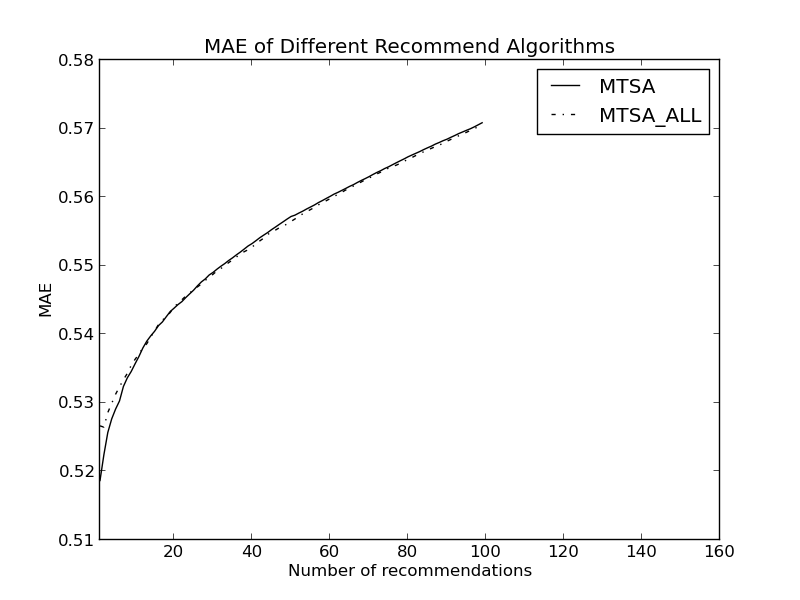 MAE of Different Recommend Algorithms
MTSA
MTSA_ALL
0.58
0.57
0.56
0.55
0.54
0.53
0.52
0.51
MAE
20 40 60 80 100 120 140 160
Number of recommendations